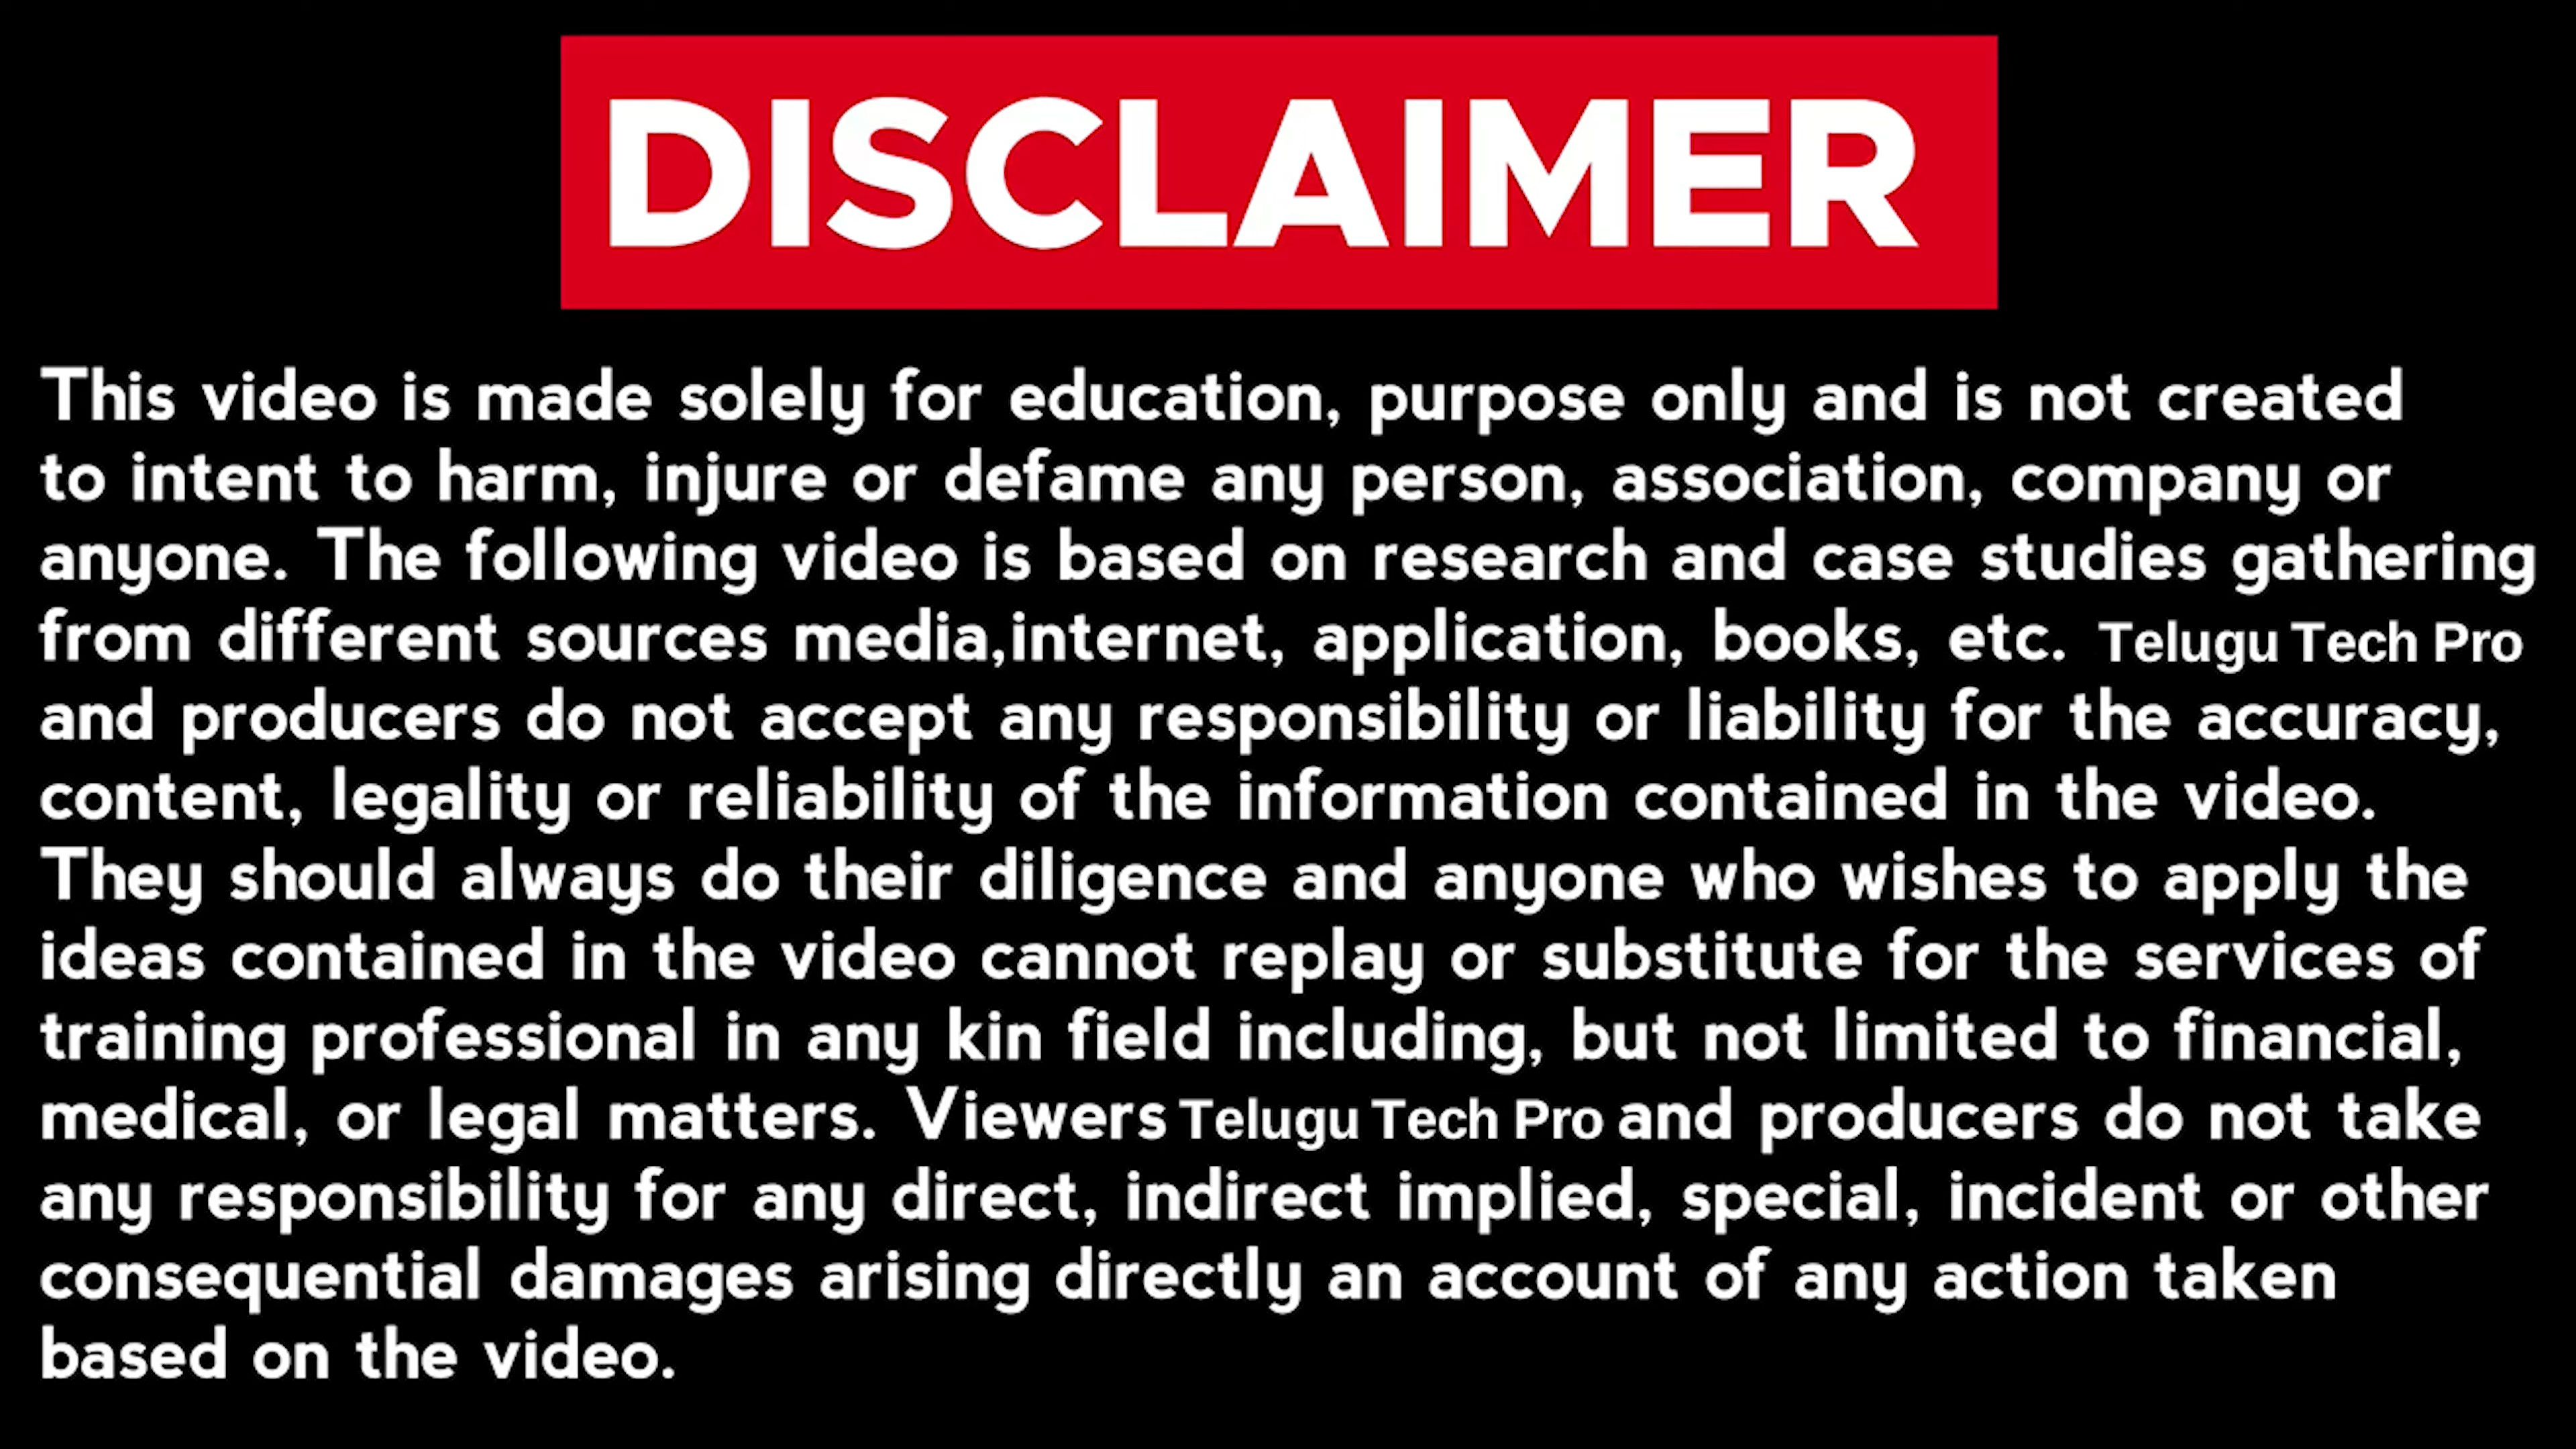 DISCLAIMER
This video is made solely for education, purpose only and is not created
to intent to harm, injure or defame any person, association, company or
anyone. The following video is based on research and case studies gathering
from different sources media,internet, application, books, etc. Telugu Tech Pro
and producers do not accept any responsibility or liability for the accuracy,
content, legality or reliability of the information contained in the video.
They should always do their diligence and anyone who wishes to apply the
ideas contained in the video cannot replay or substitute for the services of
training professional in any kin field including, but not limited to financial,
medical, or legal matters. Viewers Telugu Tech Pro and producers do not take
any responsibility for any direct, indirect implied, special, incident or other
consequential damages arising directly an account of any action taken
based on the video.